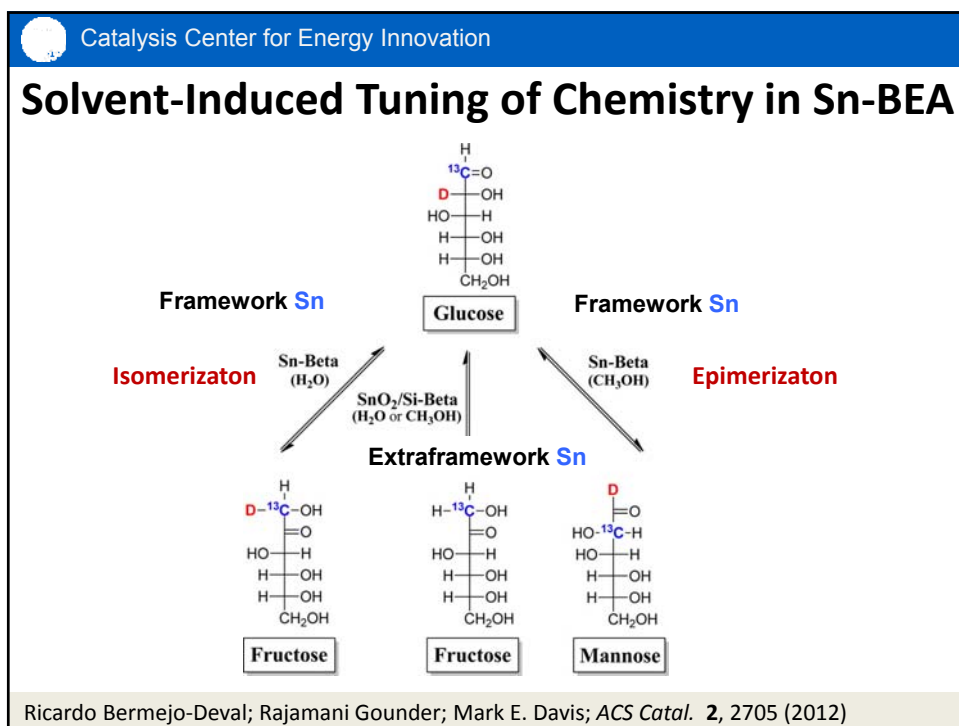 Catalysis Center for Energy Innovation
Solvent-Induced Tuning of Chemistry in Sn-BEA
H
¹³C=O
D OH
HO H
H OH
H OH
CH₂OH
Glucose
Framework Sn
Framework Sn
Isomerizaton
Sn-Beta
(H₂O)
SnO₂/Si-Beta
(H₂O or CH₃OH)
Sn-Beta
(CH₃OH)
Epimerizaton
Extraframework Sn
H
D-¹³C-OH
=O
HO H
H OH
H OH
CH₂OH
Fructose
H
H-¹³C-OH
=O
HO H
H OH
H OH
CH₂OH
Fructose
D
=O
HO-¹³C-H
HO H
H OH
H OH
CH₂OH
Mannose
Ricardo Bermejo-Deval; Rajamani Gounder; Mark E. Davis; ACS Catal. 2, 2705 (2012)